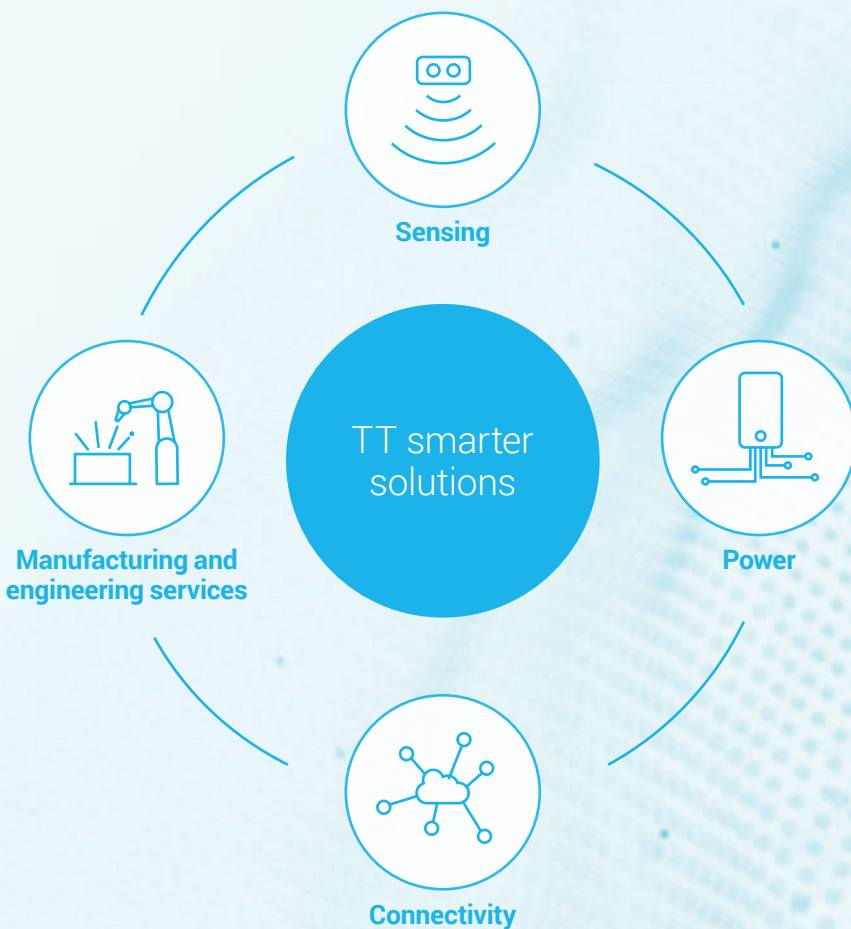 Sensing
TT smarter
solutions
Manufacturing and
engineering services
Power
Connectivity